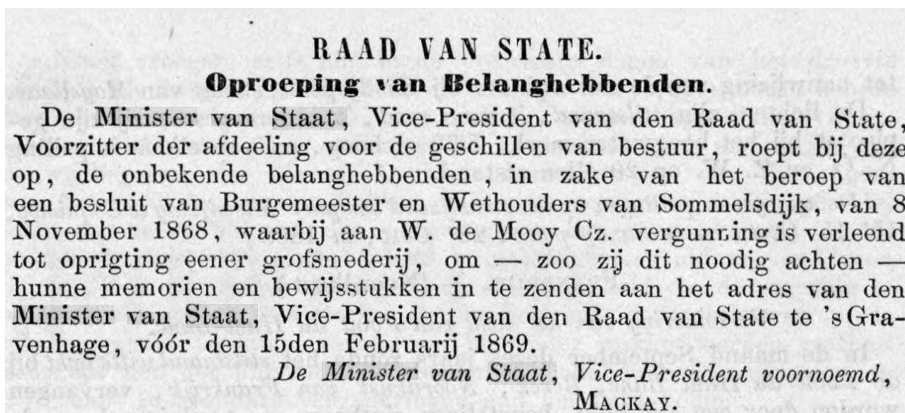 RAAD VAN STATE.
Oproeping van Belanghebbenden.
De Minister van Staat, Vice-President van den Raad van State,
Voorzitter der afdeeling voor de geschillen van bestuur, roept bij deze
op, de onbekende belanghebbenden, in zake van het beroep van
een bssluit van Burgemeester en Wethouders van Sommelsdijk, van 8
November 1868, waarbij aan W. de Mooy Cz. vergunning is verleend
tot oprigting eener grofsmederij, om — zoo zij dit noodig achten —
hunne memorien en bewijsstukken in te zenden aan het adres van den
Minister van Staat, Vice-President van den Raad van State te 's Gra-
venhage, vóór den 15den Februarij 1869.
De Minister van Staat, Vice-President voornoemd,
MACKAY.